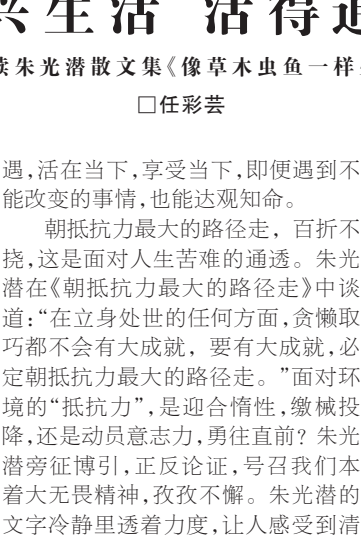 生活 活得
朱光潜散文集《像草木虫鱼一样
□任彩芸
遇,活在当下,享受当下,即便遇到不
能改变的事情,也能达观知命。
朝抵抗力最大的路径走，百折不
挠,这是面对人生苦难的通透。朱光
潜在《朝抵抗力最大的路径走》中谈
道:“在立身处世的任何方面,贪懒取
巧都不会有大成就，要有大成就,必
定朝抵抗力最大的路径走。”面对环
境的“抵抗力”,是迎合惰性,缴械投
降,还是动员意志力,勇往直前? 朱光
潜旁征博引,正反论证,号召我们本
着大无畏精神,孜孜不懈。朱光潜的
文字冷静里透着力度,让人感受到清